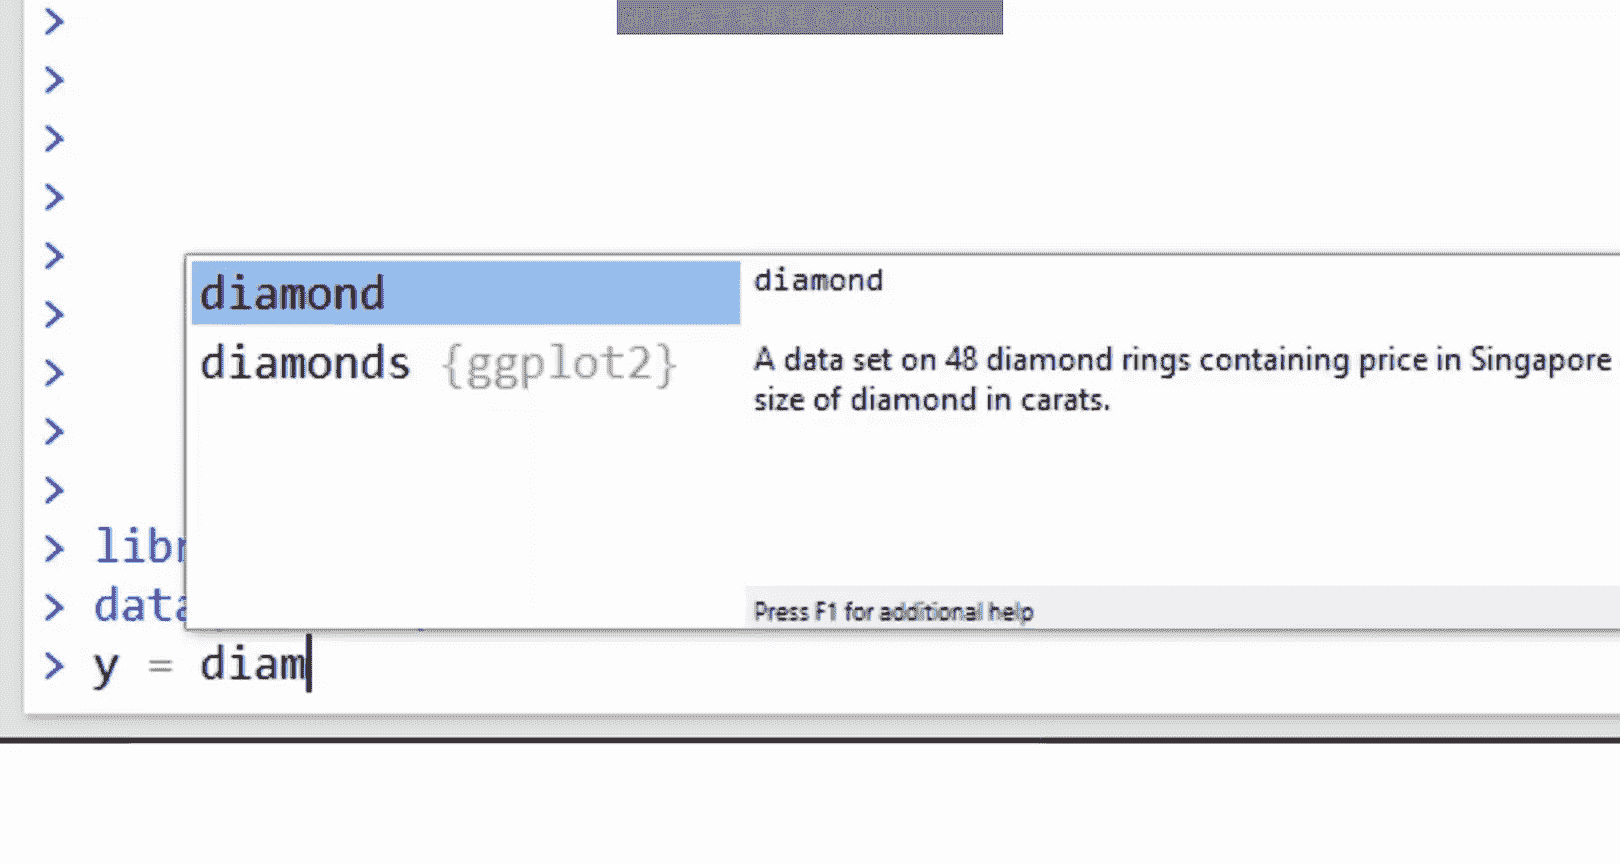 >
>
>
>
>
>
>
>
>
diamond
diamonds {ggplot2}
diamond
A data set on 48 diamond rings containing price in Singapore
size of diamond in carats.
Press F1 for additional help
> libr
> data
> y = diam